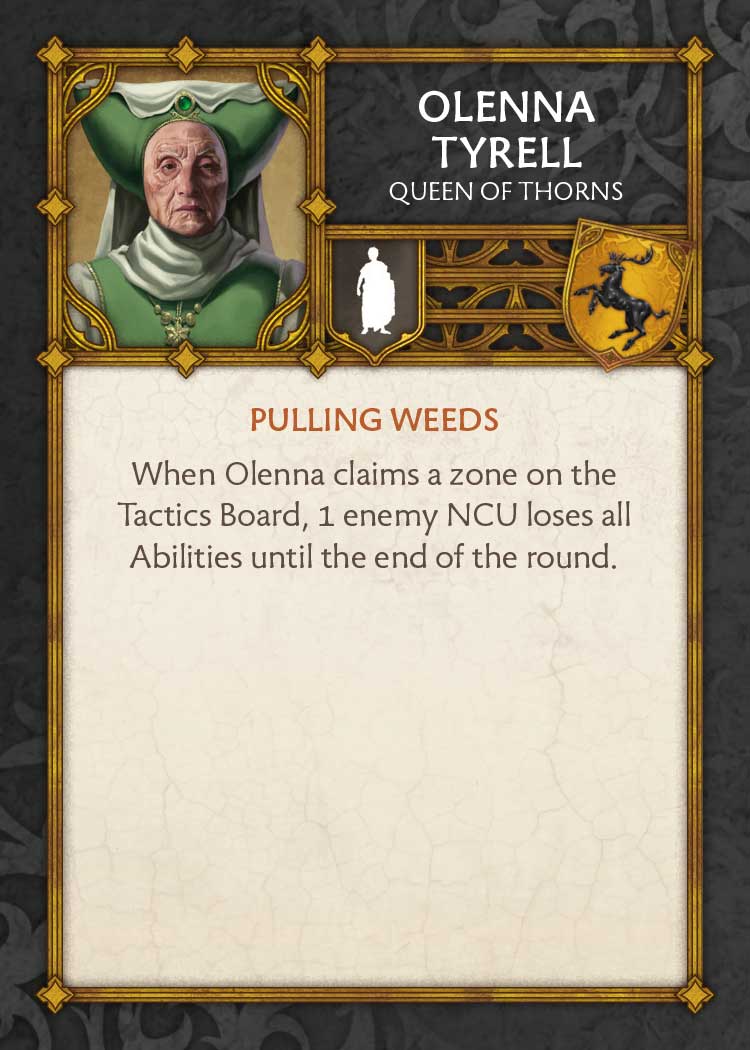 OLENNA
TYRELL
QUEEN OF THORNS
PULLING WEEDS
When Olenna claims a zone on the
Tactics Board, 1 enemy NCU loses all
Abilities until the end of the round.